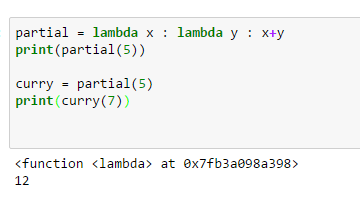 partial = lambda x : lambda y : x+y
print(partial(5))
curry = partial(5)
print(curry(7))
<function <lambda> at 0x7fb3a098a398>
12